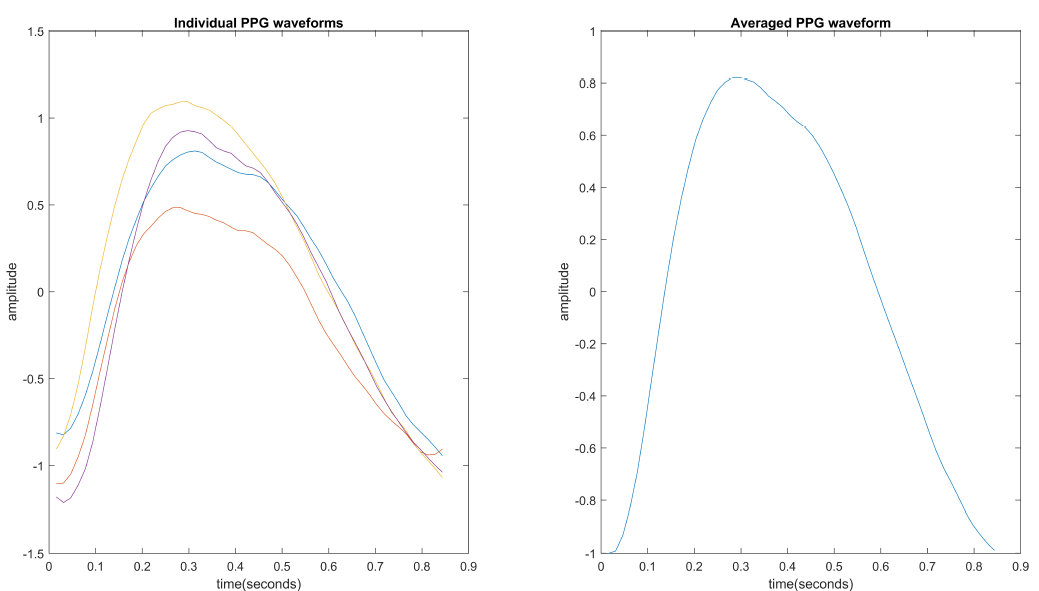 Individual PPG waveforms
1.5
1
0.5
0
-0.5
-1
-1.5
amplitude
0 0.1 0.2 0.3 0.4 0.5 0.6 0.7 0.8 0.9
time(seconds)
Averaged PPG waveform
1
0.8
0.6
0.4
0.2
0
-0.2
-0.4
-0.6
-0.8
-1
amplitude
0 0.1 0.2 0.3 0.4 0.5 0.6 0.7 0.8 0.9
time(seconds)